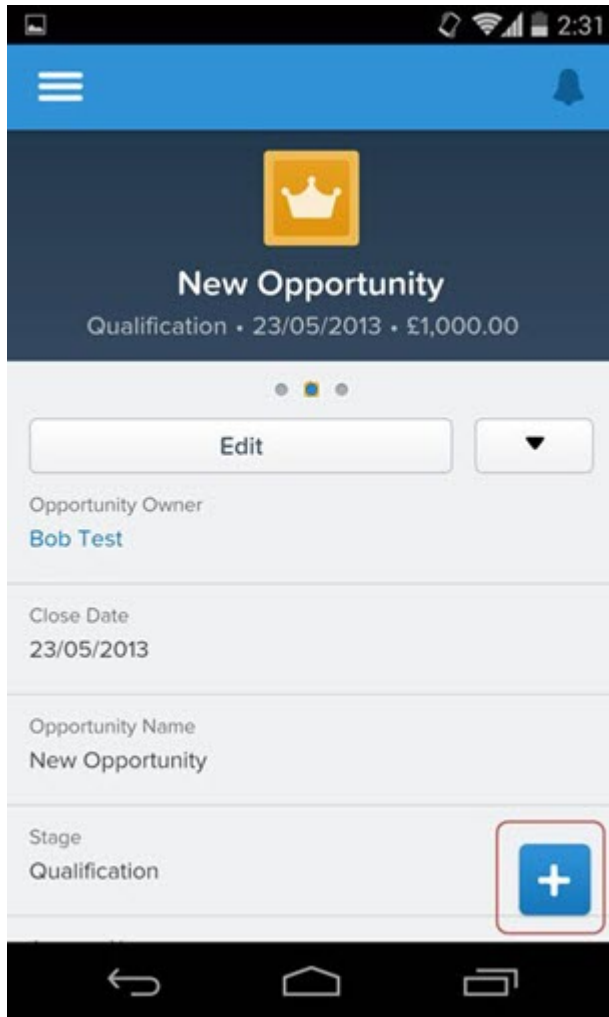 2:31
New Opportunity
Qualification • 23/05/2013 • £1,000.00
Edit
Opportunity Owner
Bob Test
Close Date
23/05/2013
Opportunity Name
New Opportunity
Stage
Qualification